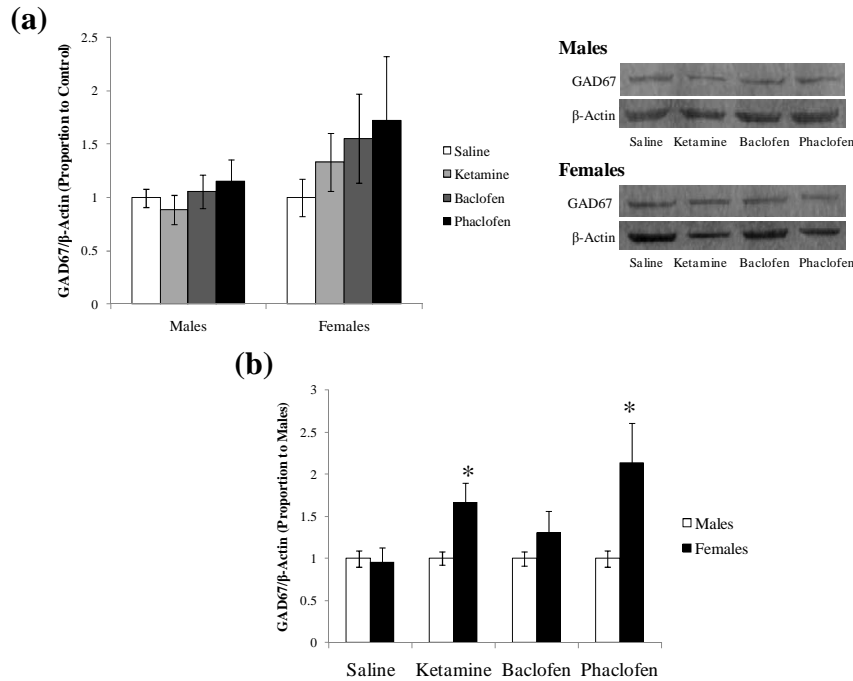 (a)
GAD67/β-Actin (Proportion to Control)
2.5
2
1.5
1
0.5
0
Males
Females
Saline
Ketamine
Baclofen
Phaclofen
Males
GAD67
β-Actin
Saline Ketamine Baclofen Phaclofen
Females
GAD67
β-Actin
Saline Ketamine Baclofen Phaclofen
(b)
GAD67/β-Actin (Proportion to Males)
3
2.5
2
1.5
1
0.5
0
*
*
Saline Ketamine Baclofen Phaclofen
Males
Females